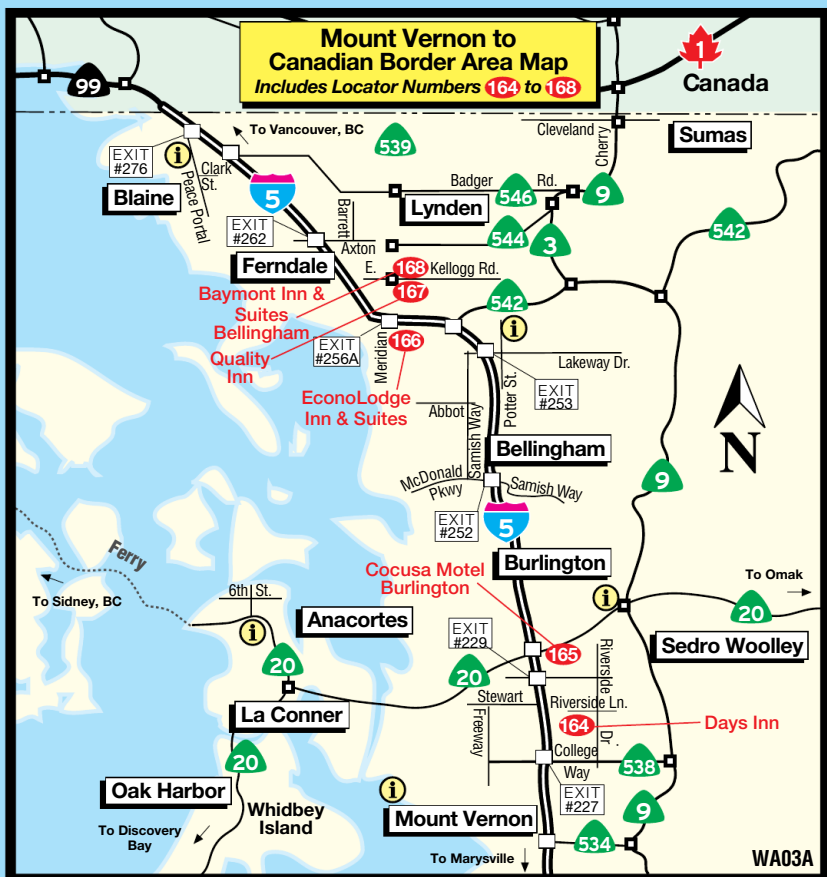 Mount Vernon to
Canadian Border Area Map
Includes Locator Numbers 164 to 168
1
Canada
99
To Vancouver, BC
539
Cleveland
Cherry
Sumas
EXIT
#276
i
Clark
St.
Blaine
Peace Portal
5
Badger
546
Rd.
9
Lynden
Barrett
544
3
542
EXIT
#262
Axton
Ferndale
E.
168
Kellogg Rd.
Baymont Inn &
Suites
Bellingham
167
542
i
Quality
Inn
EXIT
#256A
Meridian
166
Lakeway Dr.
EconoLodge
Inn & Suites
Abbot
Samish Way
Potter St.
EXIT
#253
N
Bellingham
McDonald
Pkwy
Samish Way
9
EXIT
#252
5
Ferry
Burlington
To Sidney, BC
6th St.
Cocusa Motel
Burlington
i
To Omak
i
Anacortes
20
EXIT
#229
165
Sedro Woolley
20
20
Riverside
Dr.
La Conner
Stewart
Riverside Ln.
Freeway
164
Days Inn
20
College
Way
538
Oak Harbor
i
EXIT
#227
Whidbey
Island
Mount Vernon
9
To Discovery
Bay
534
To Marysville
WA03A